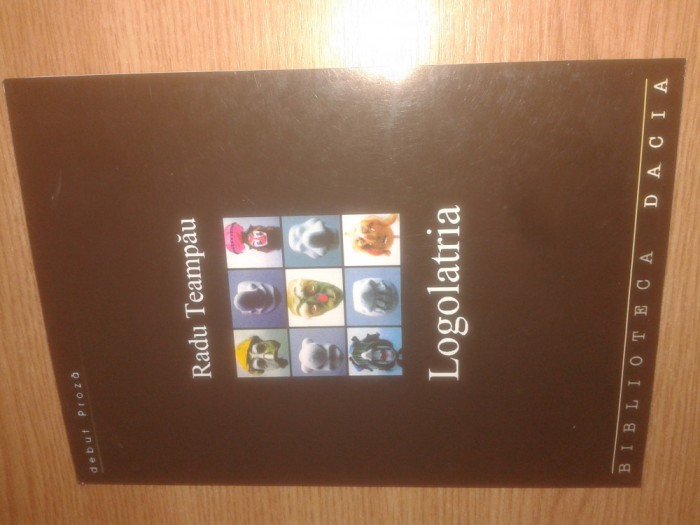 debut Proză
Radu Teampău
Logolatria
BIBLIOTECA DACIA